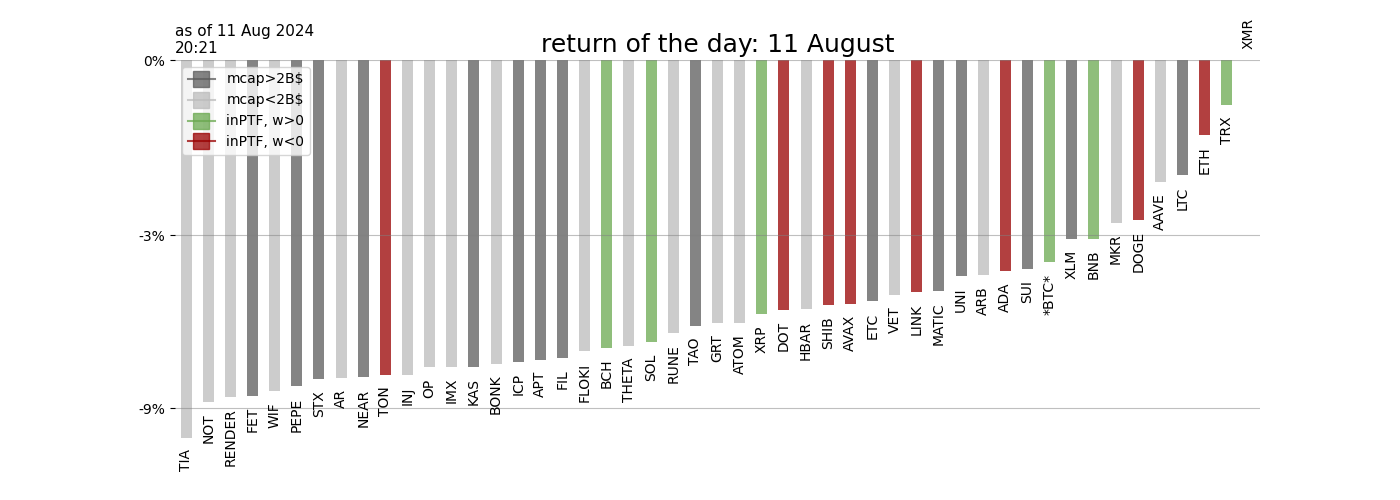 as of 11 Aug 2024
20:21
return of the day: 11 August
XMR
0%
-3%
-9%
mcap>2B$
mcap<2B$
inPTF, w>0
inPTF, w<0
TIA
NOT
RENDER
FET
WIF
PEPE
STX
AR
NEAR
TON
INJ
OP
IMX
KAS
BONK
ICP
APT
FIL
FLOKI
BCH
THETA
SOL
RUNE
TAO
GRT
ATOM
XRP
DOT
HBAR
SHIB
AVAX
ETC
VET
LINK
MATIC
UNI
ARB
ADA
SUI
*BTC*
XLM
BNB
MKR
DOGE
AAVE
LTC
ETH
TRX